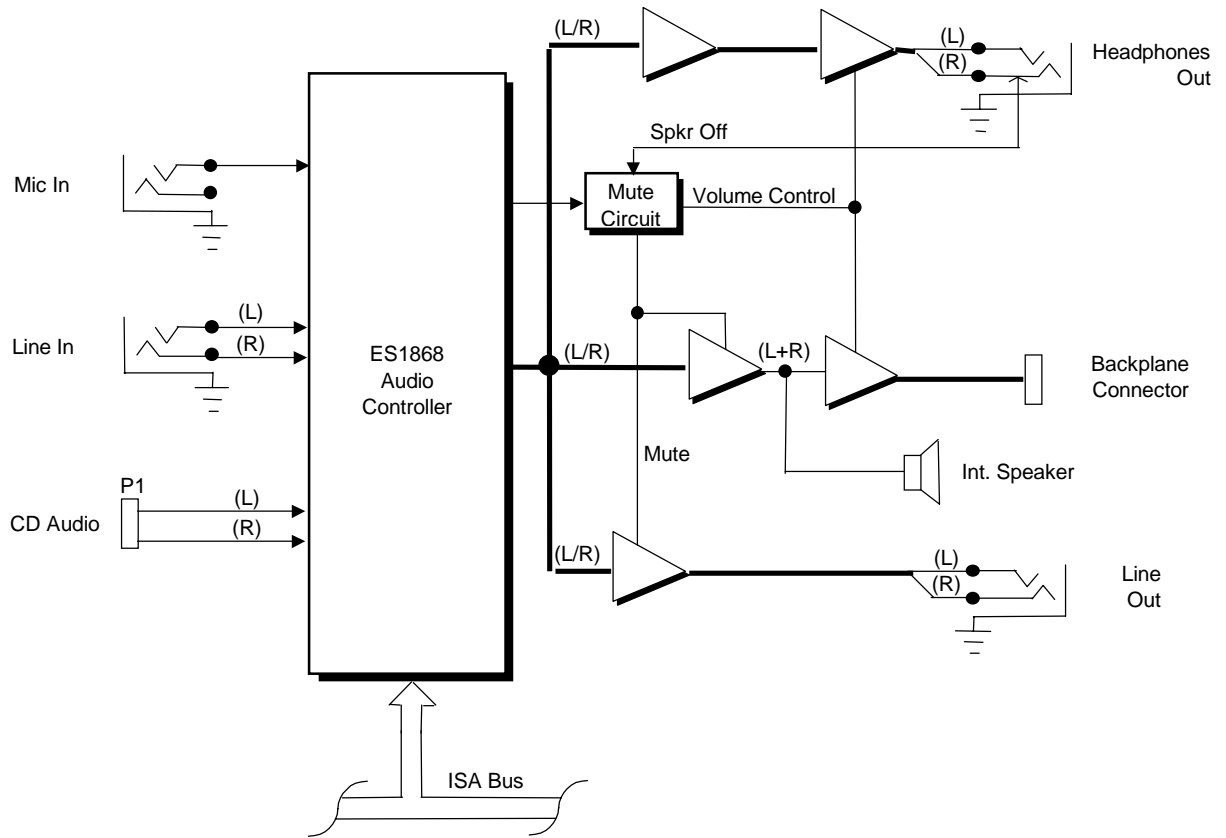 (L/R)
(L)
(R)
Headphones
Out
Spkr Off
Mic In
Mute
Circuit
Volume Control
(L)
(R)
Line In
ES1868
Audio
Controller
(L/R)
(L+R)
Backplane
Connector
Mute
Int. Speaker
P1
(L)
(R)
CD Audio
(L/R)
(L)
(R)
Line
Out
ISA Bus